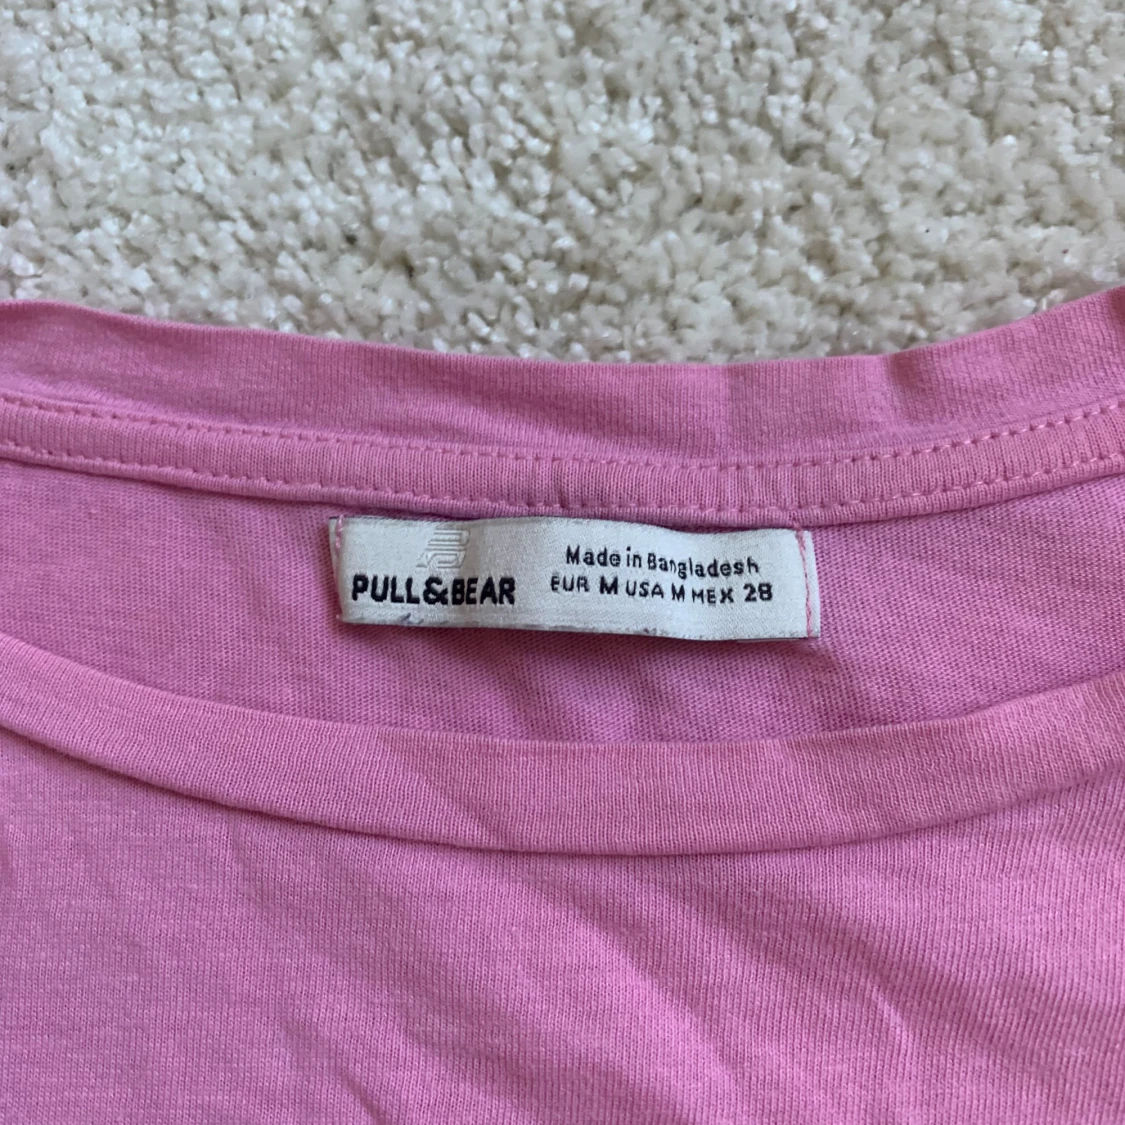 PULL&BEAR
Made in Bangladesh
EUR M USA M MEX 28